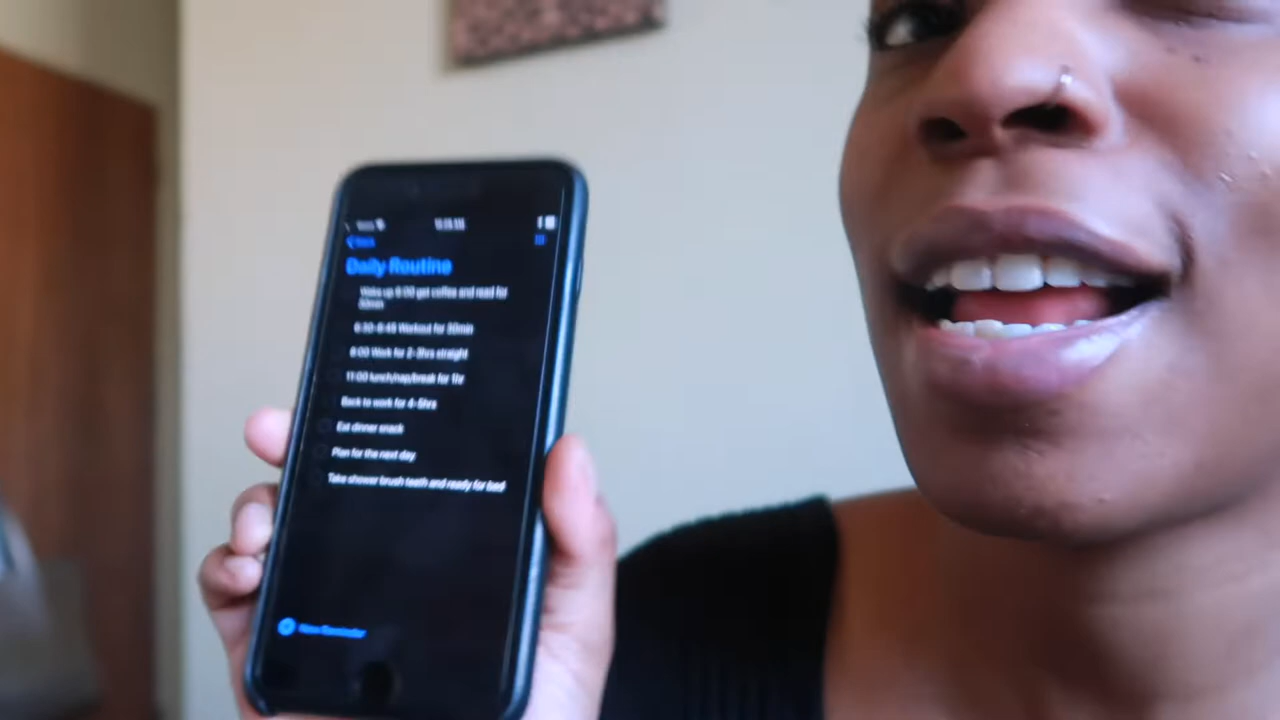 Daily Routine
Wake up 6:00 get coffee and read for
30min
6:30-6:45 Workout for 30min
8:00 Work for 2-3hrs straight
11:00 lunch/nap/break for 1hr
Back to work for 4-5hrs
Eat dinner snack
Plan for the next day
Take shower brush teeth and ready for bed
New Reminder